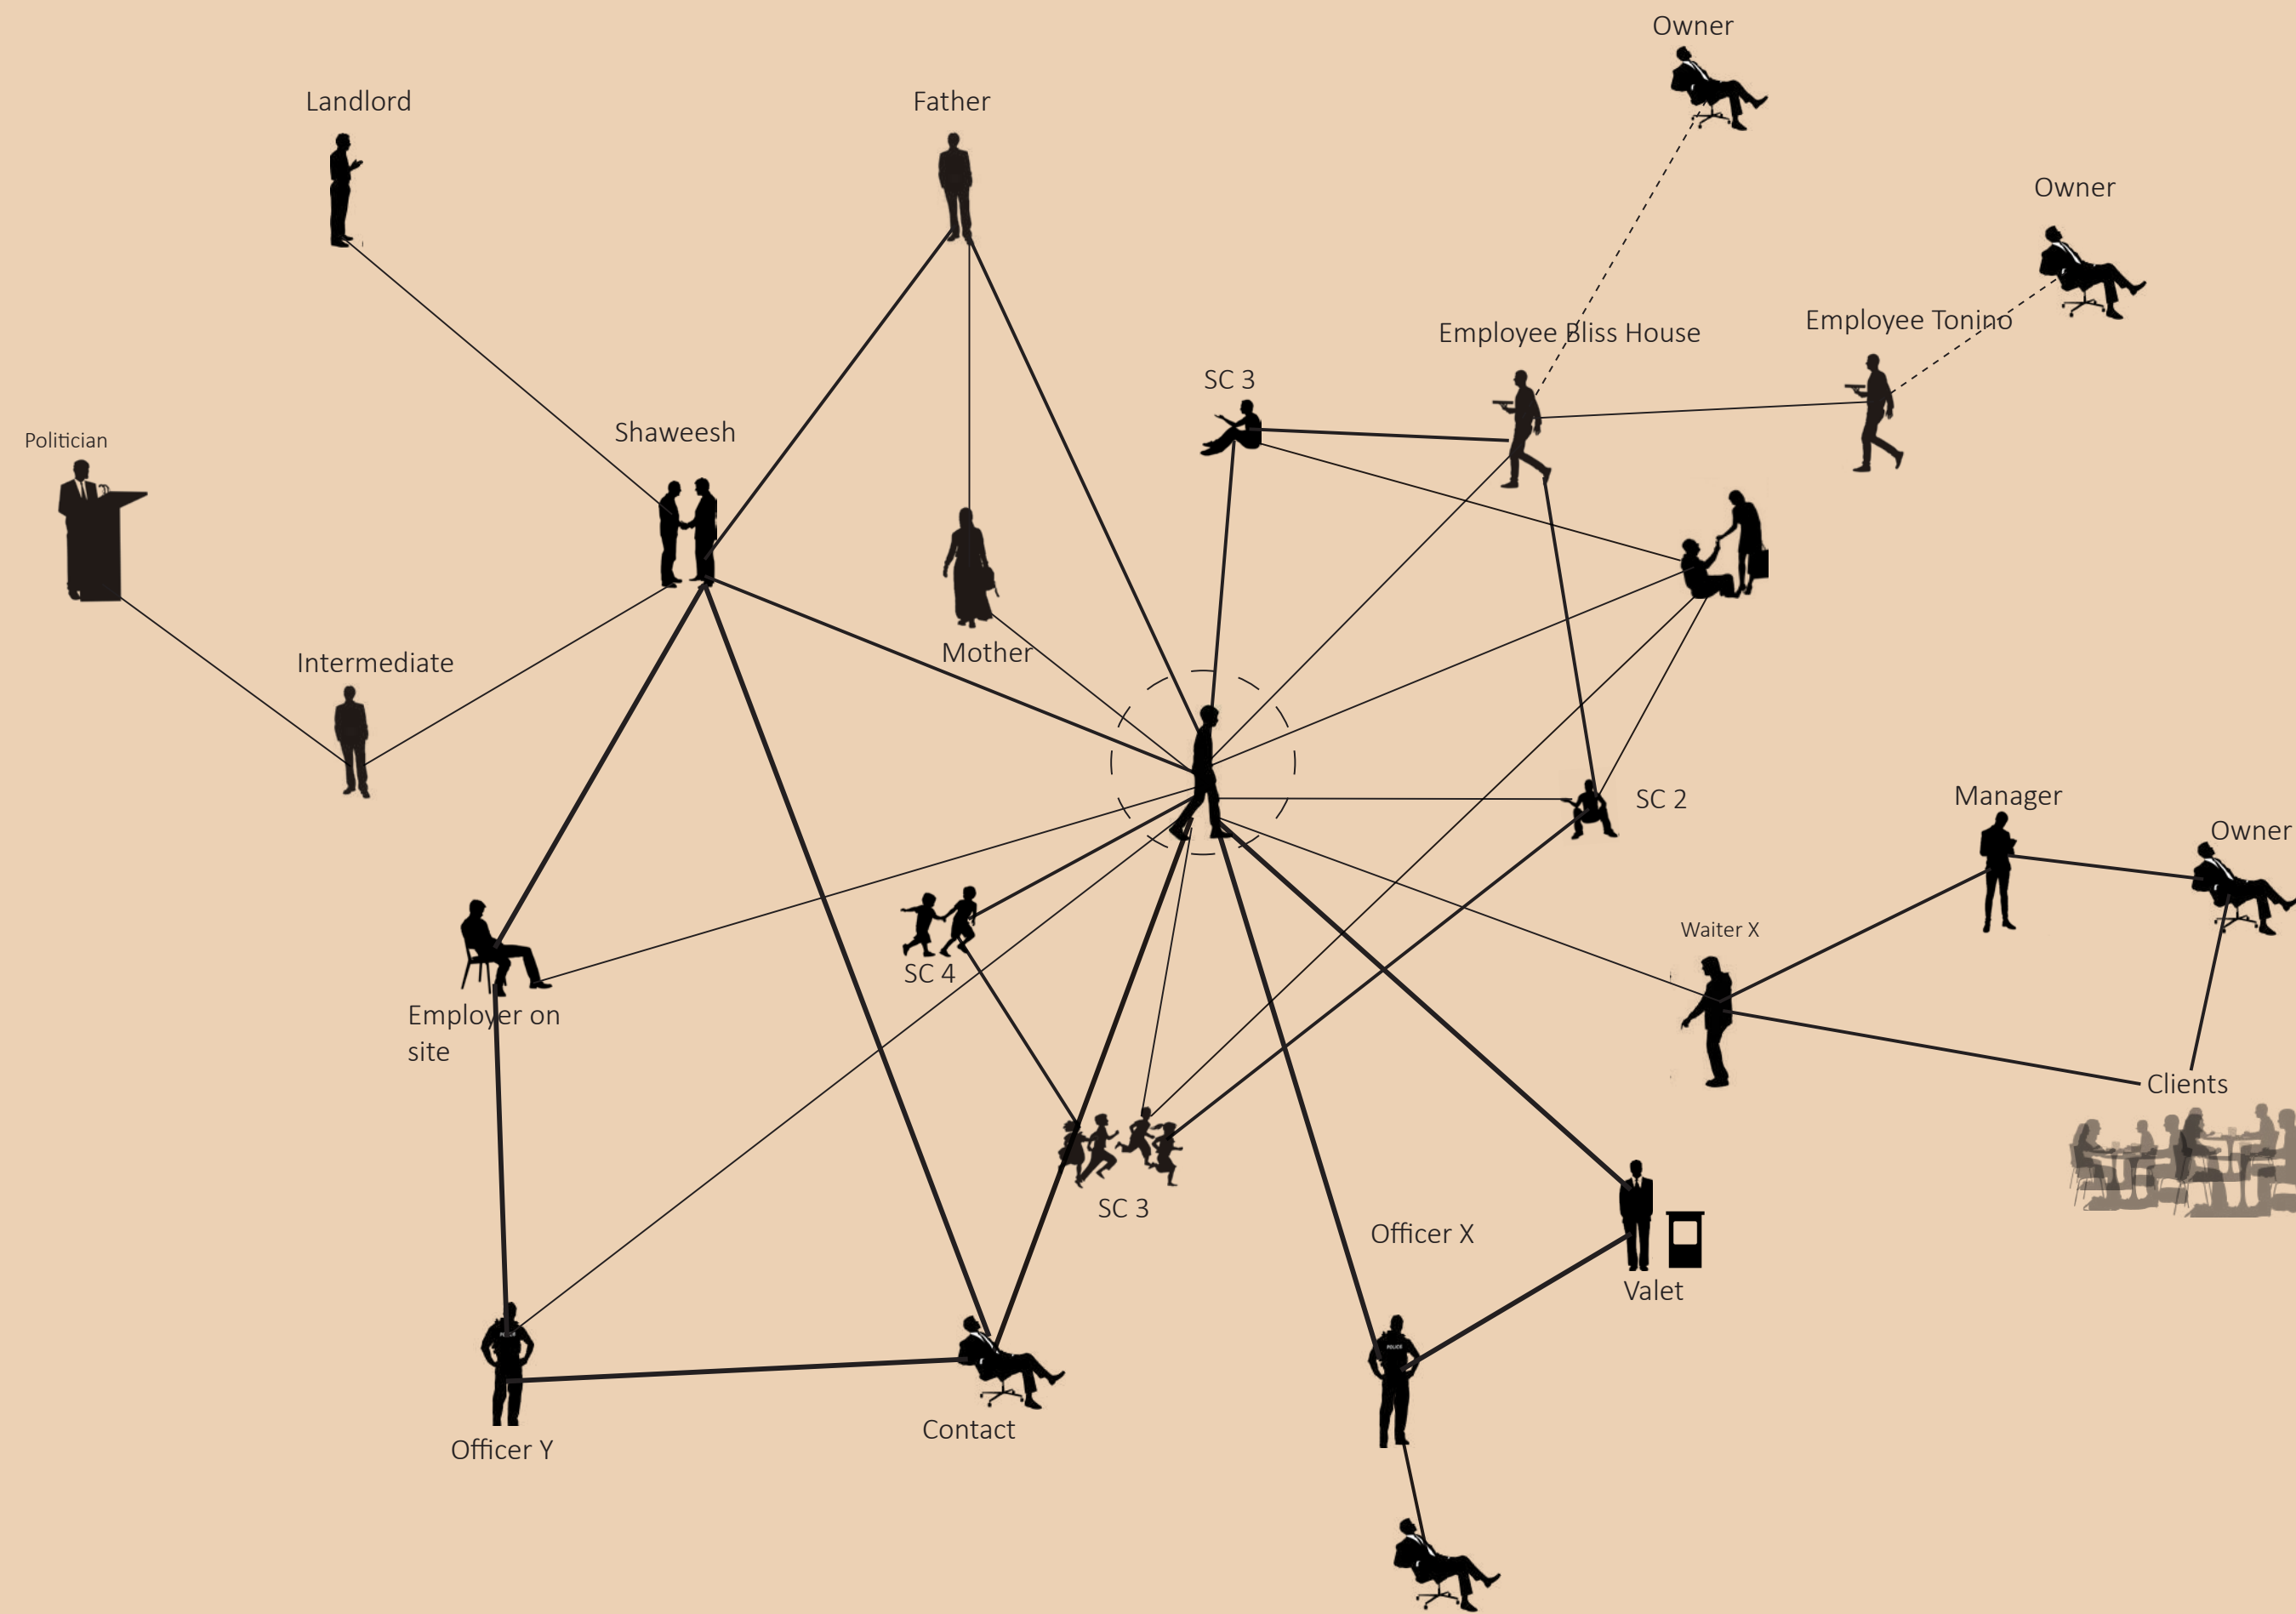 Owner
Landlord
Father
Owner
Employee Tonino
Employee Bliss House
SC 3
Shaweesh
Politician
Mother
Intermediate
Manager
SC 2
Owner
Waiter X
SC 4
Employer on
site
Clients
SC 3
Officer X
Valet
POLICE
Contact
Officer Y